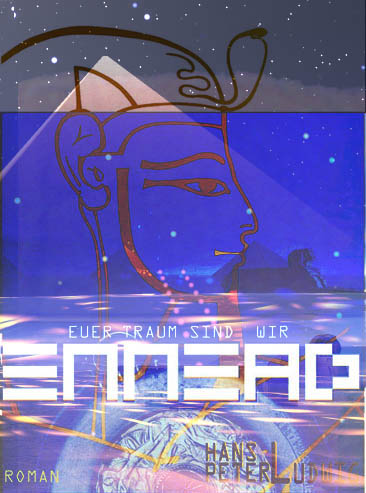 EUER TRAUM SIND WIR
ENNEAD
HANS
PETER LUDWIG
ROMAN